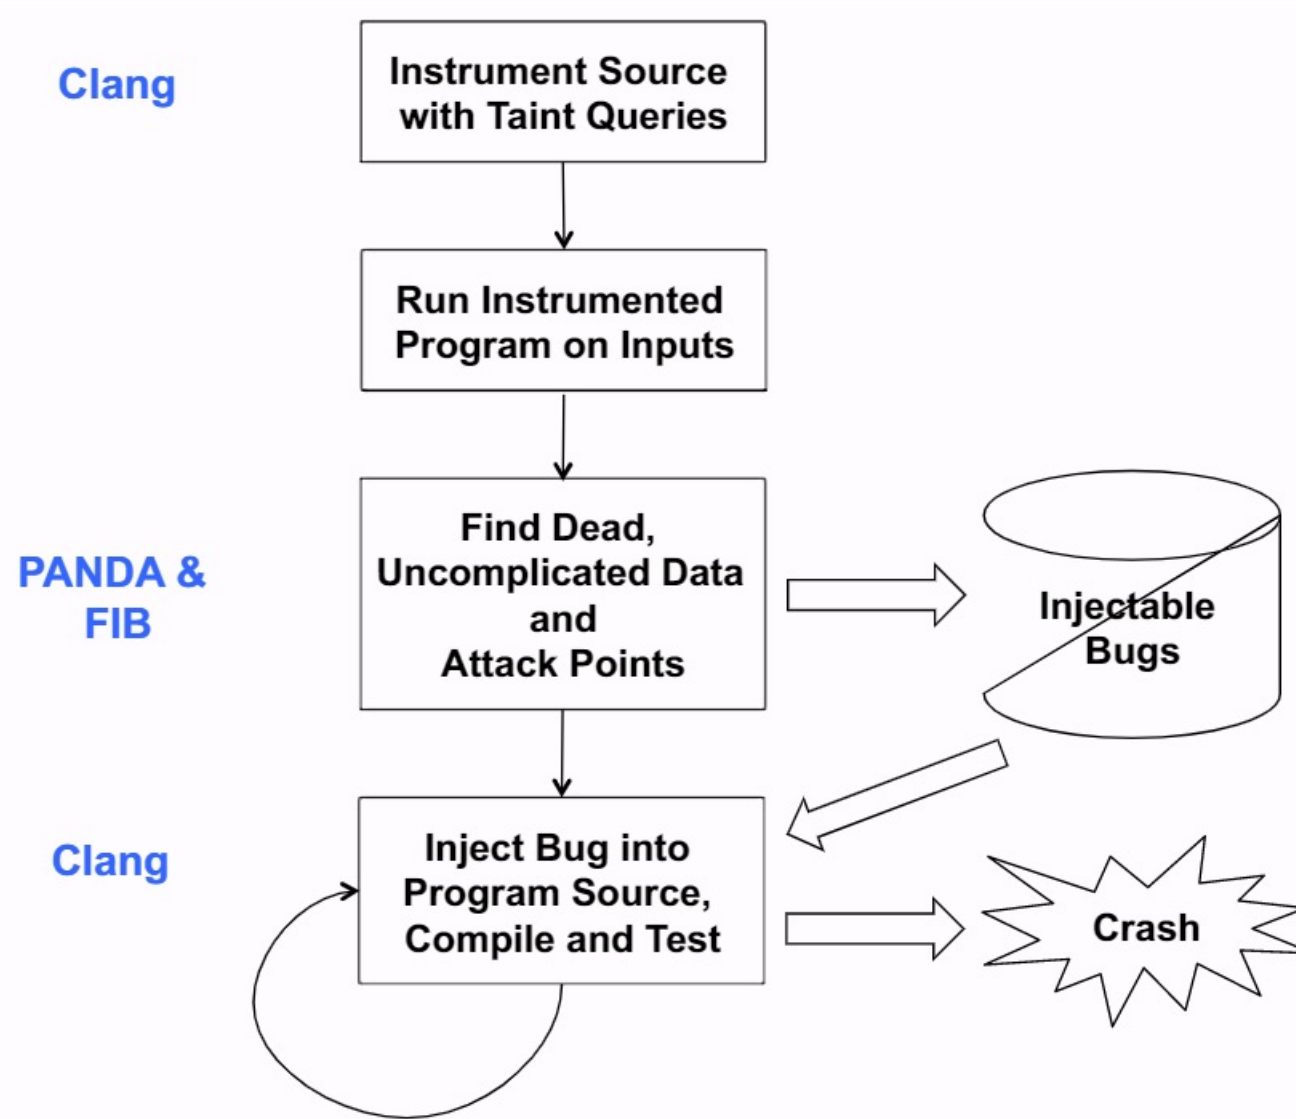 Clang
Instrument Source
with Taint Queries
Run Instrumented
Program on Inputs
PANDA &
FIB
Find Dead,
Uncomplicated Data
and
Attack Points
Injectable
Bugs
Clang
Inject Bug into
Program Source,
Compile and Test
Crash